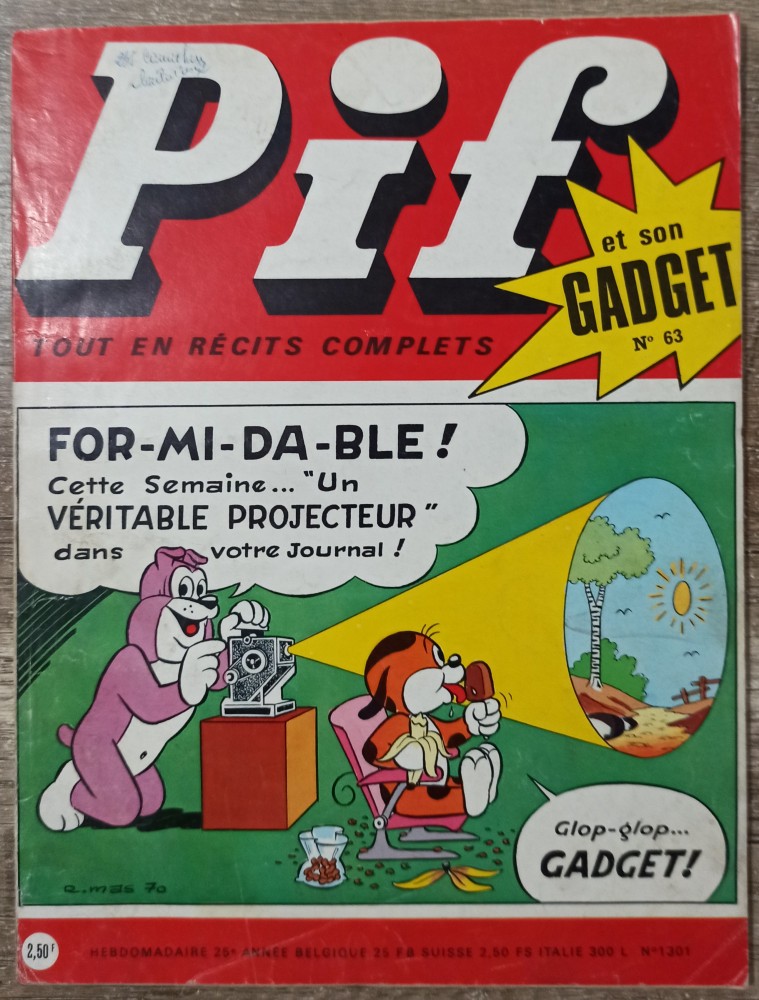 Pif
et son
GADGET
N° 63
TOUT EN RÉCITS COMPLETS
FOR-MI-DA-BLE !
Cette Semaine... "Un
VÉRITABLE PROJECTEUR"
dans votre Journal !
Glop-glop...
GADGET!
R. mas 70
2,50 F
HEBDOMADAIRE 25e ANNÉE BELGIQUE 25 FB SUISSE 2,50 FS ITALIE 300 L N° 1301